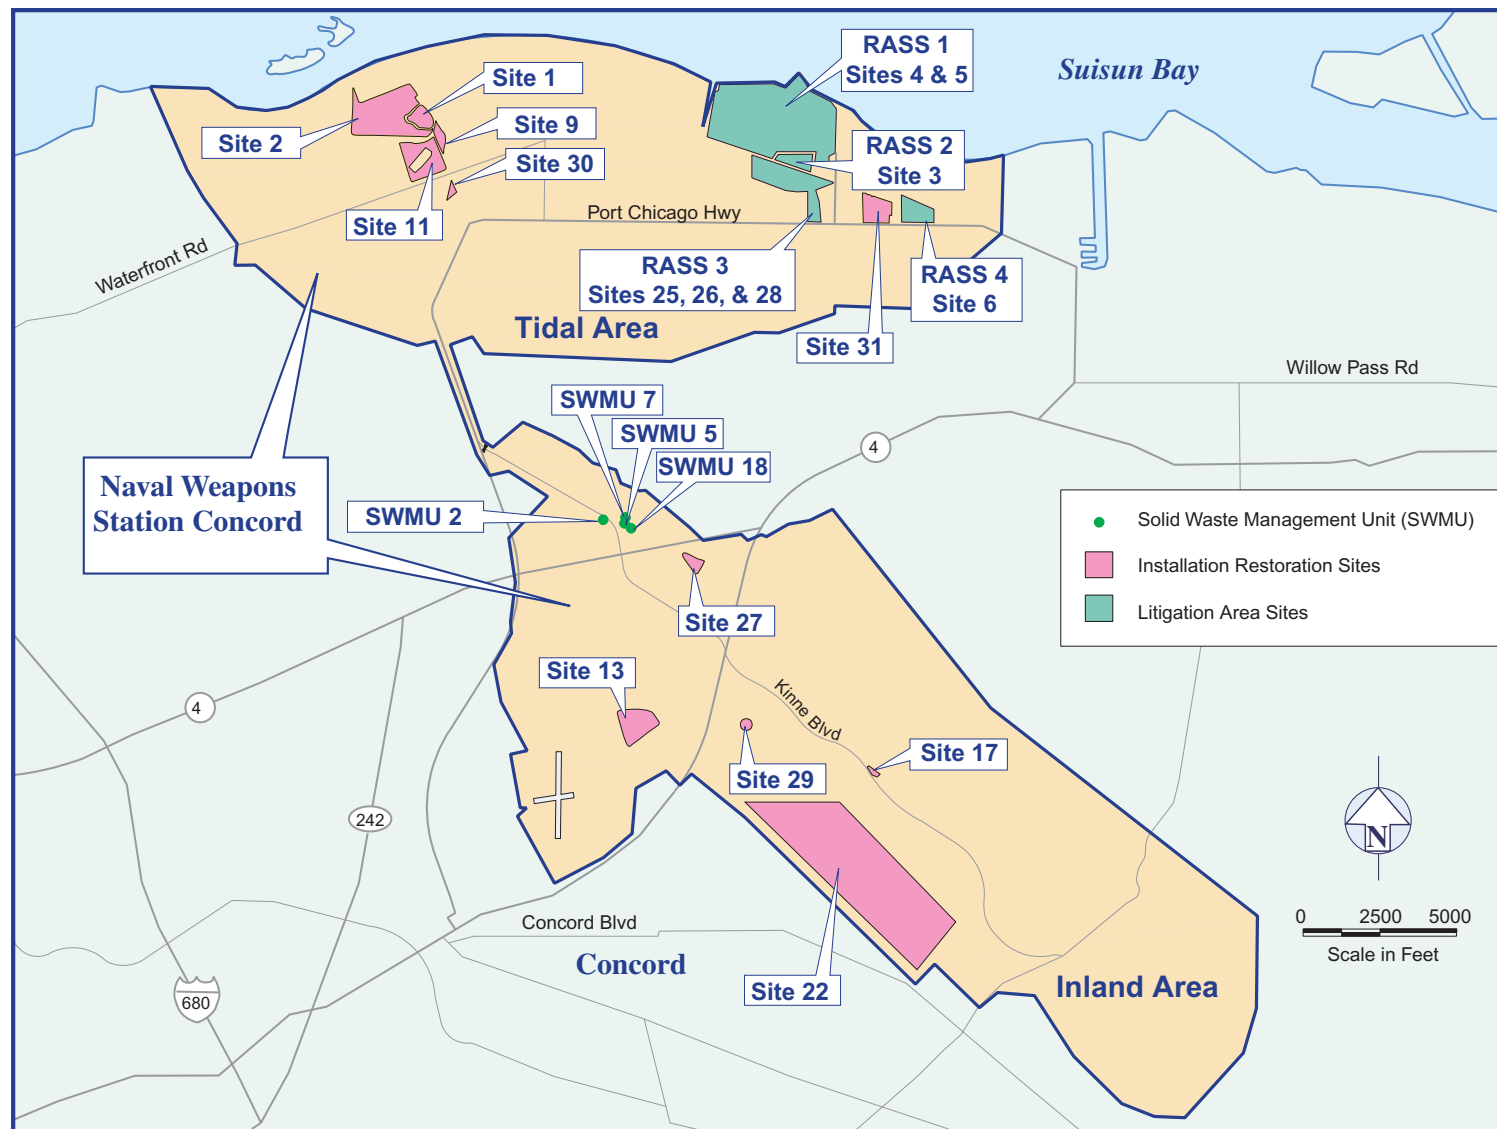 RASS 1
Sites 4 & 5
Suisun Bay
Site 1
Site 2
Site 9
Site 30
Site 11
RASS 2
Site 3
Port Chicago Hwy
Waterfront Rd
RASS 3
Sites 25, 26, & 28
RASS 4
Site 6
Site 31
Tidal Area
Willow Pass Rd
SWMU 7
SWMU 5
SWMU 18
SWMU 2
4
Naval Weapons
Station Concord
Solid Waste Management Unit (SWMU)
Installation Restoration Sites
Litigation Area Sites
Site 27
Site 13
Kinne Blvd
4
Site 17
Site 29
242
N
0 2500 5000
Scale in Feet
Concord Blvd
Concord
Site 22
Inland Area
680